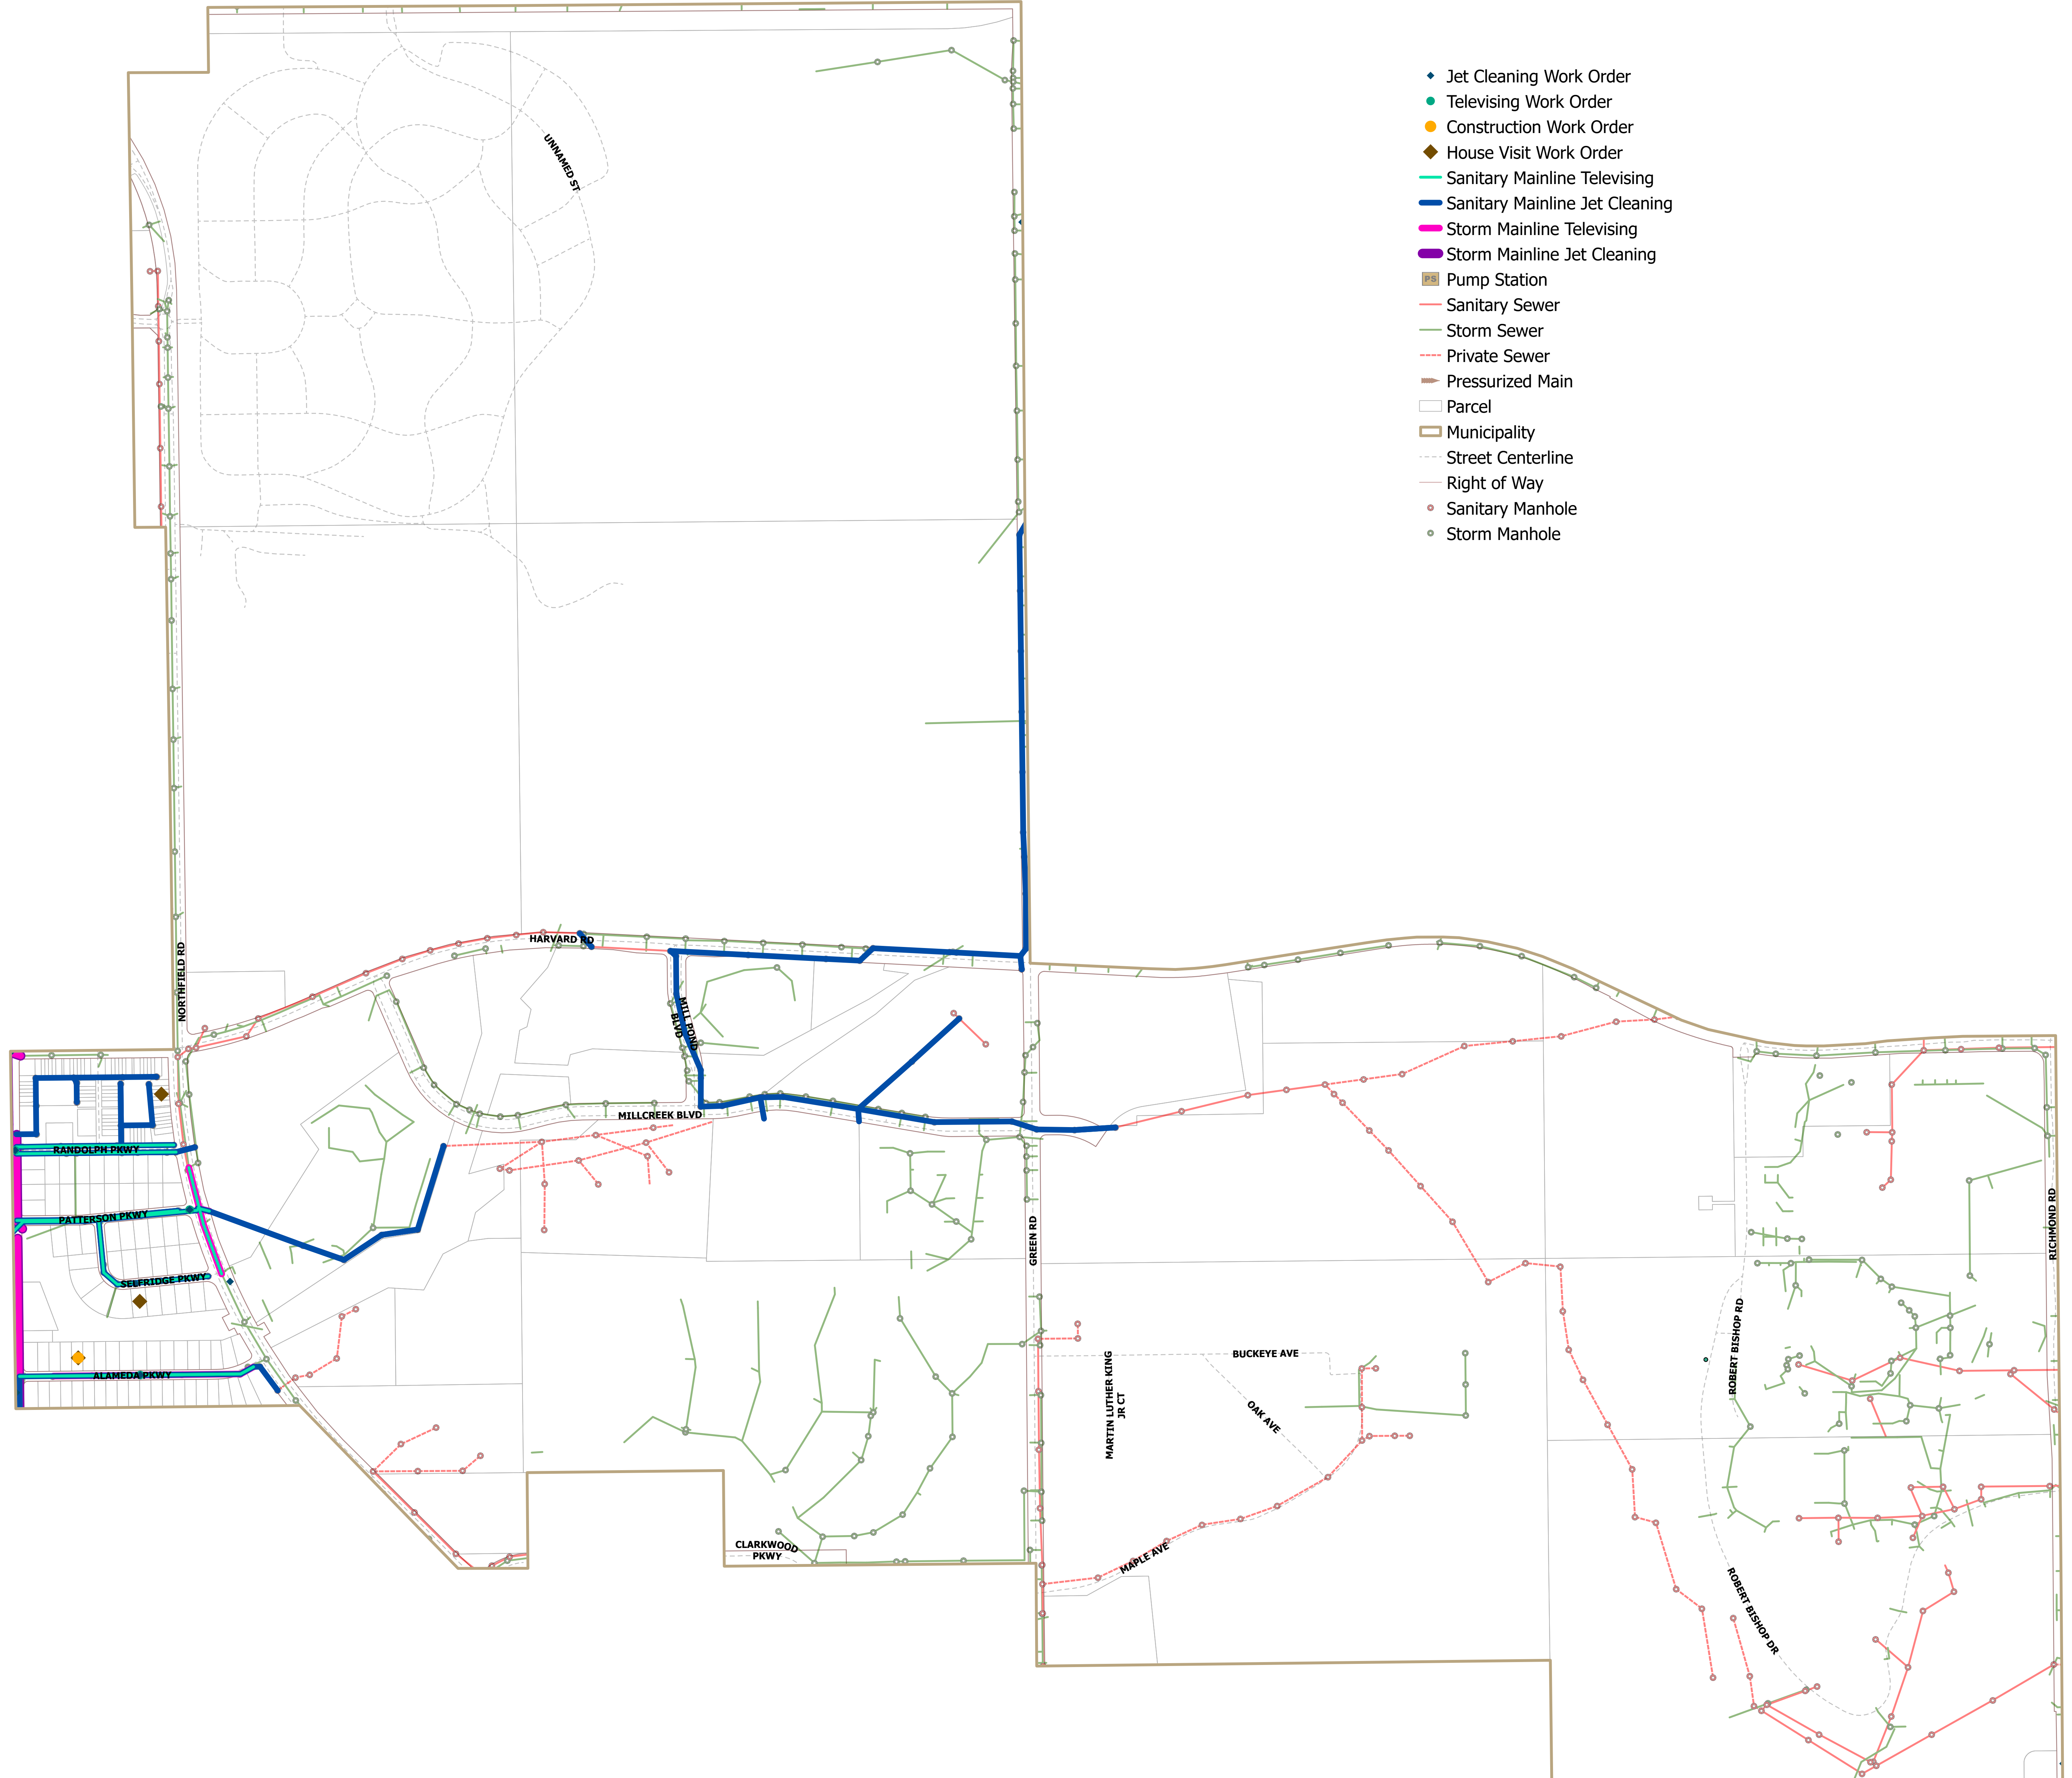 UNNAMED ST
Jet Cleaning Work Order
Televising Work Order
Construction Work Order
House Visit Work Order
Sanitary Mainline Televising
Sanitary Mainline Jet Cleaning
Storm Mainline Televising
Storm Mainline Jet Cleaning
PS Pump Station
Sanitary Sewer
Storm Sewer
Private Sewer
Pressurized Main
Parcel
Municipality
Street Centerline
Right of Way
Sanitary Manhole
Storm Manhole
NORTHFIELD RD
HARVARD RD
MILL POND
BLVD
MILLCREEK BLVD
RANDOLPH PKWY
PATTERSON PKWY
SELFRIDGE PKWY
ALAMEDA PKWY
GREEN RD
RICHMOND RD
MARTIN LUTHER KING
JR CT
BUCKEYE AVE
OAK AVE
MAPLE AVE
ROBERT BISHOP RD
ROBERT BISHOP DR
CLARKWOOD
PKWY